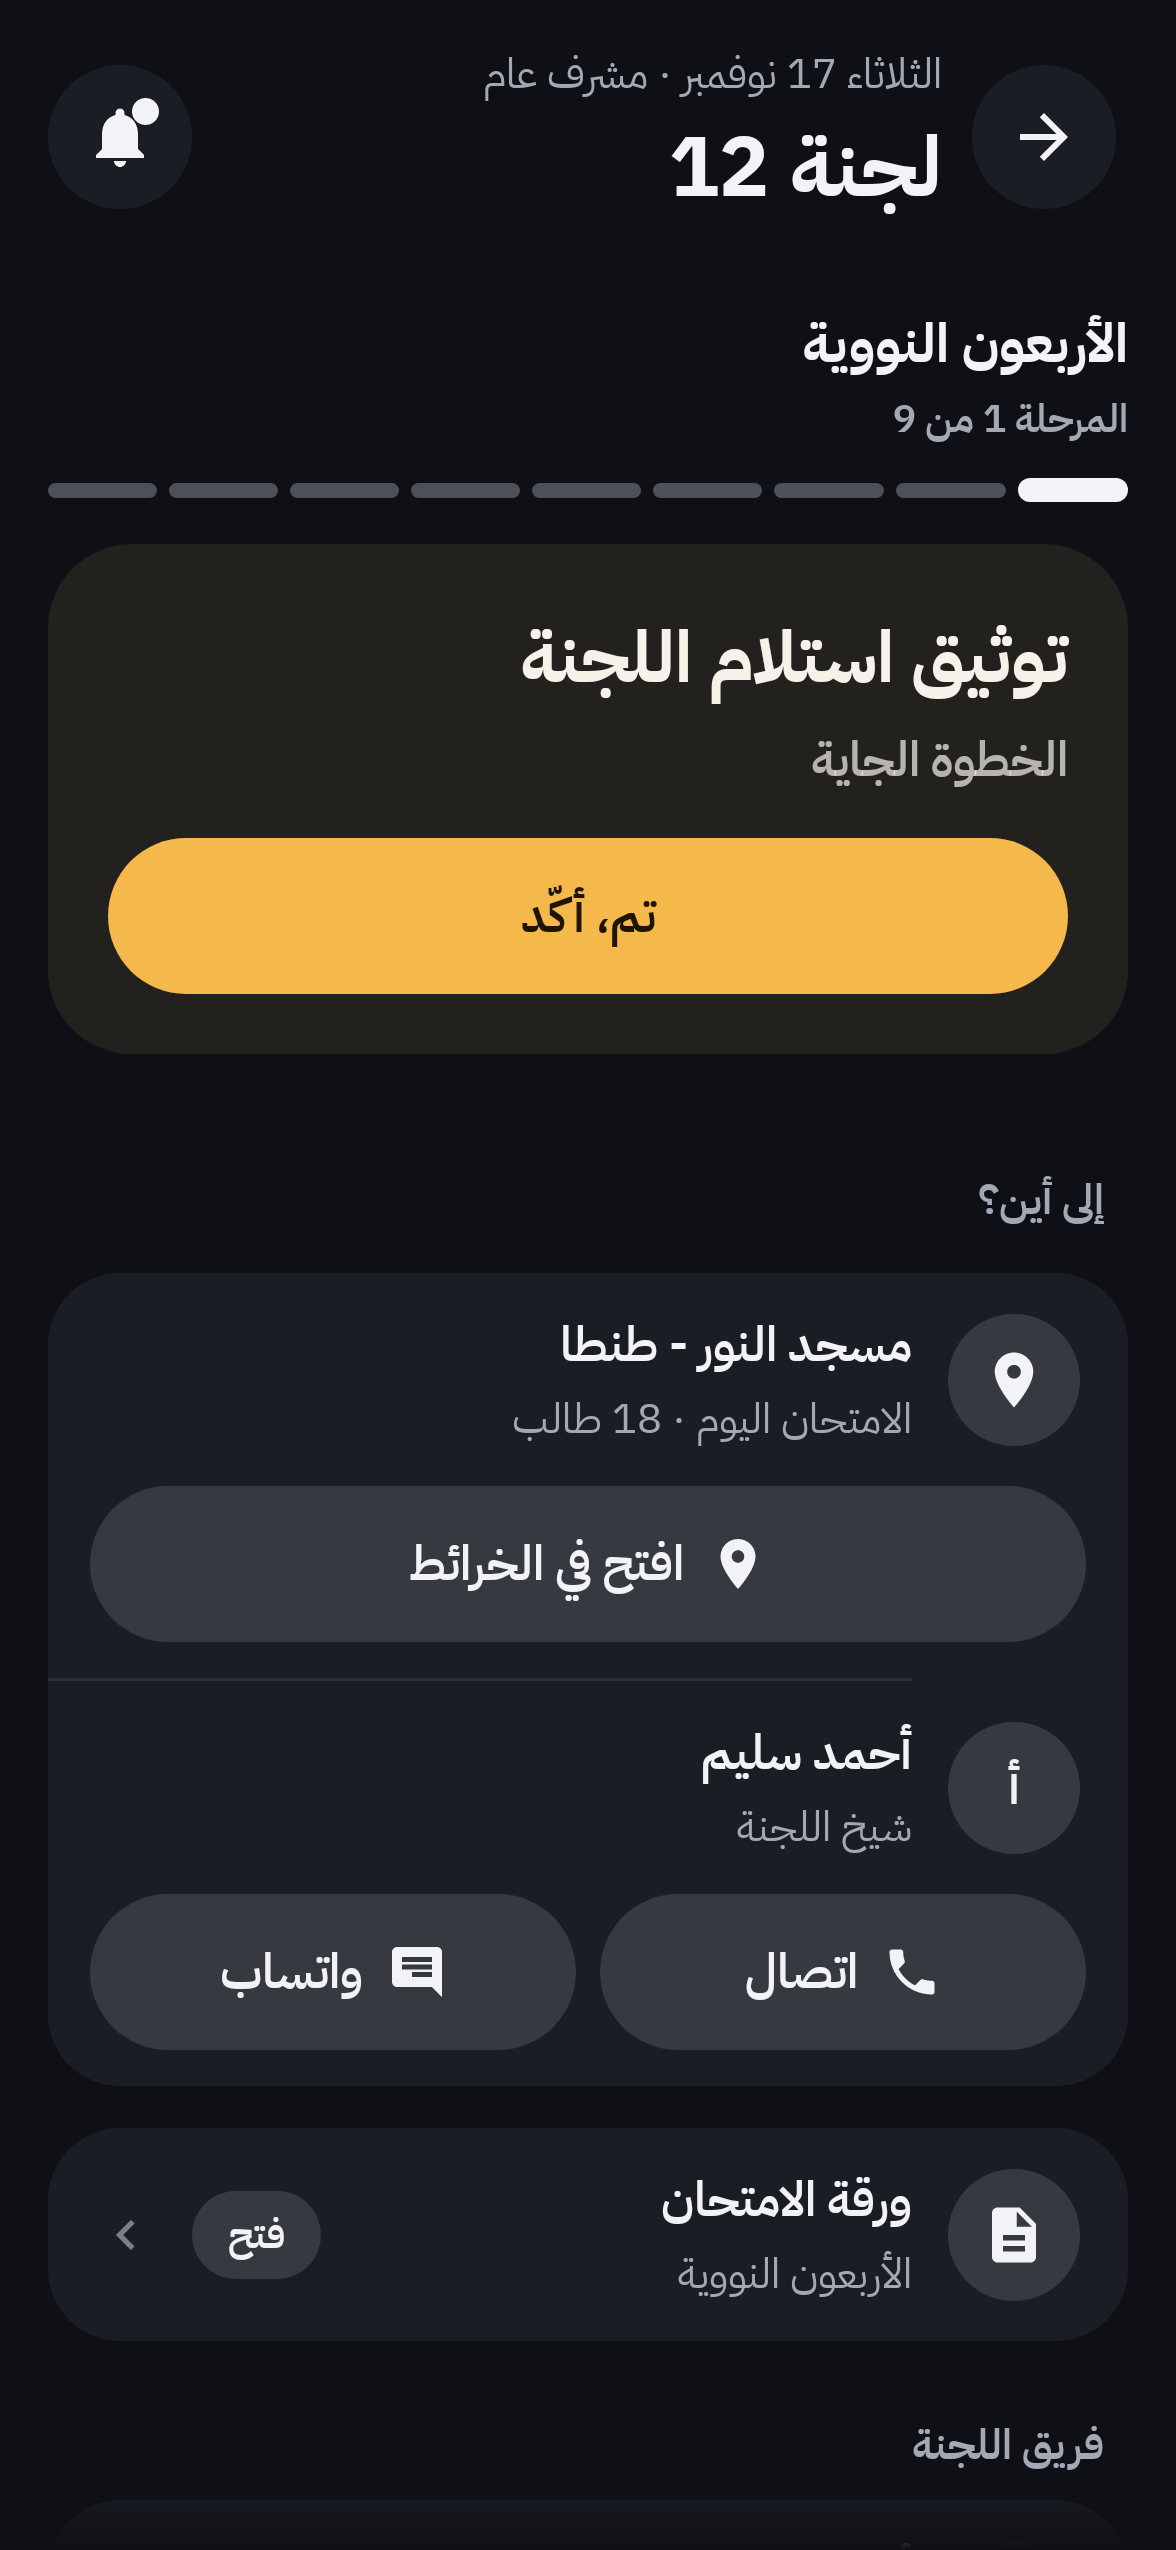 الثلاثاء 17 نوفمبر · مشرف عام
لجنة 12
الأربعون النووية
المرحلة 1 من 9
توثيق استلام اللجنة
الخطوة الجاية
تم، أكّد
إلى أين؟
مسجد النور - طنطا
الامتحان اليوم · 18 طالب
افتح في الخرائط
أ
أحمد سليم
شيخ اللجنة
اتصال
واتساب
ورقة الامتحان
الأربعون النووية
فتح
فريق اللجنة